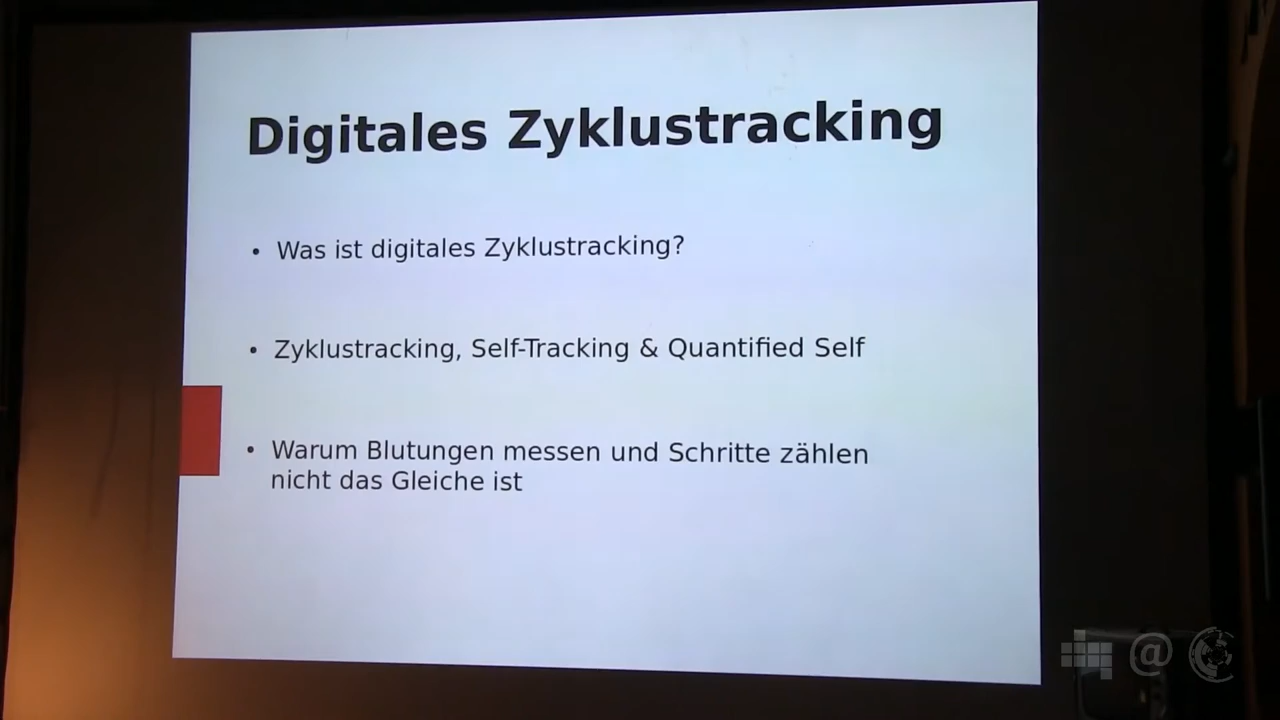 Digitales Zyklustracking
• Was ist digitales Zyklustracking?
• Zyklustracking, Self-Tracking & Quantified Self
• Warum Blutungen messen und Schritte zählen
nicht das Gleiche ist
@